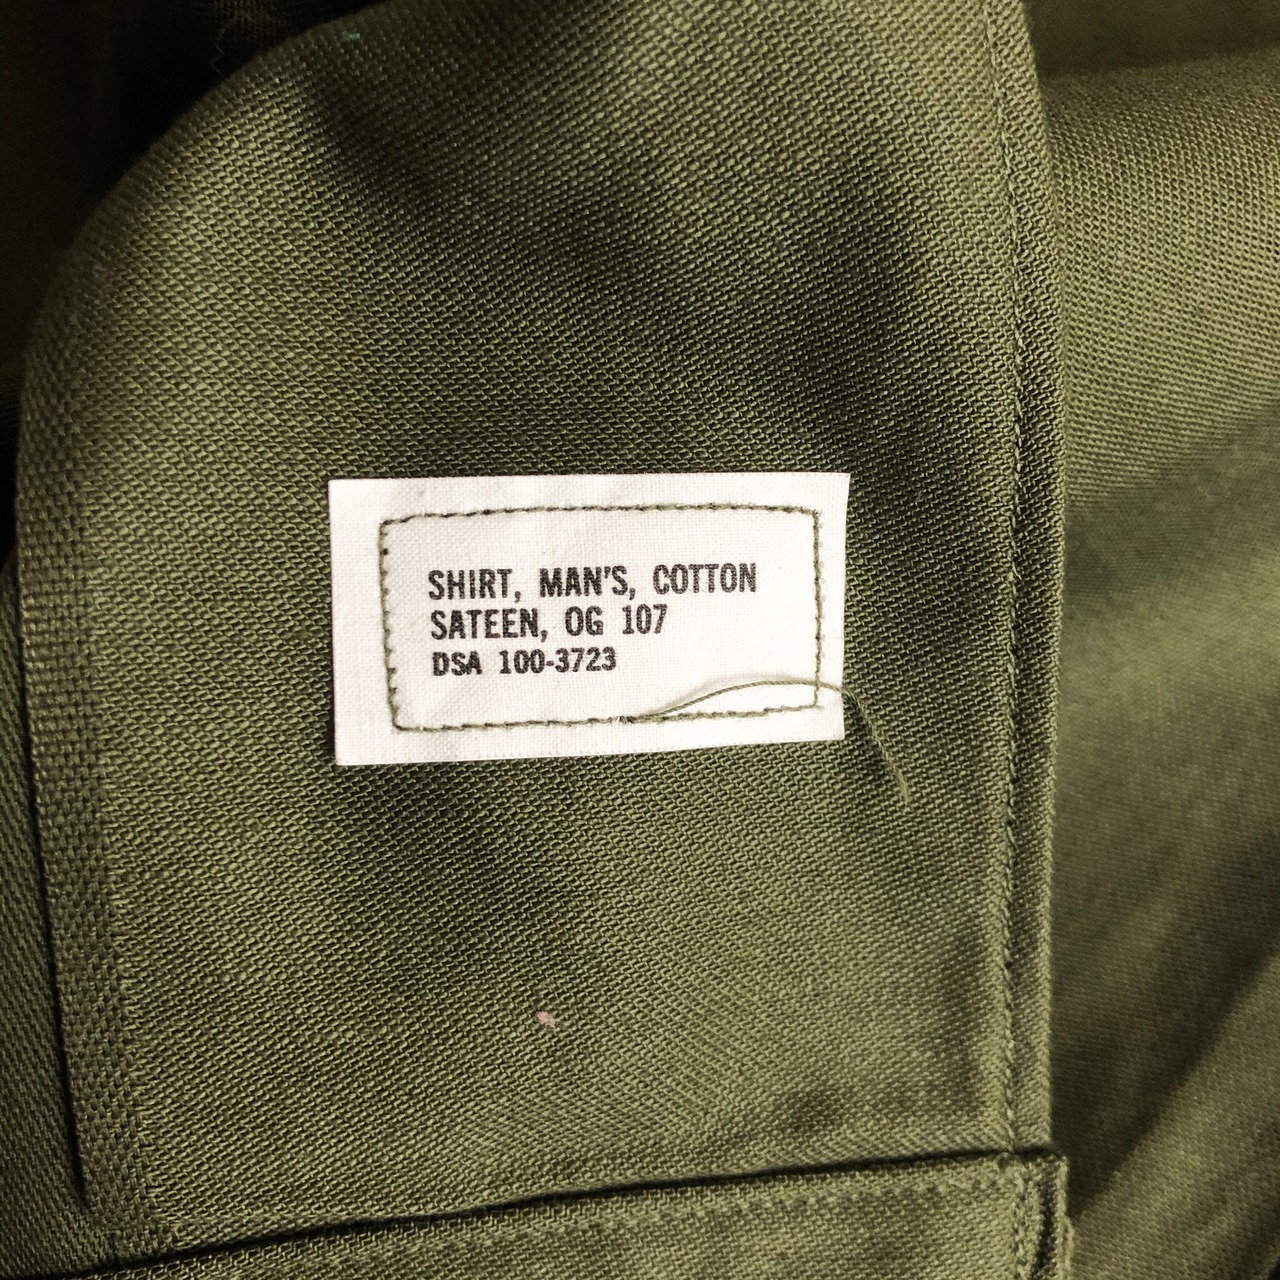 SHIRT, MAN'S, COTTON
SATEEN, OG 107
DSA 100-3723